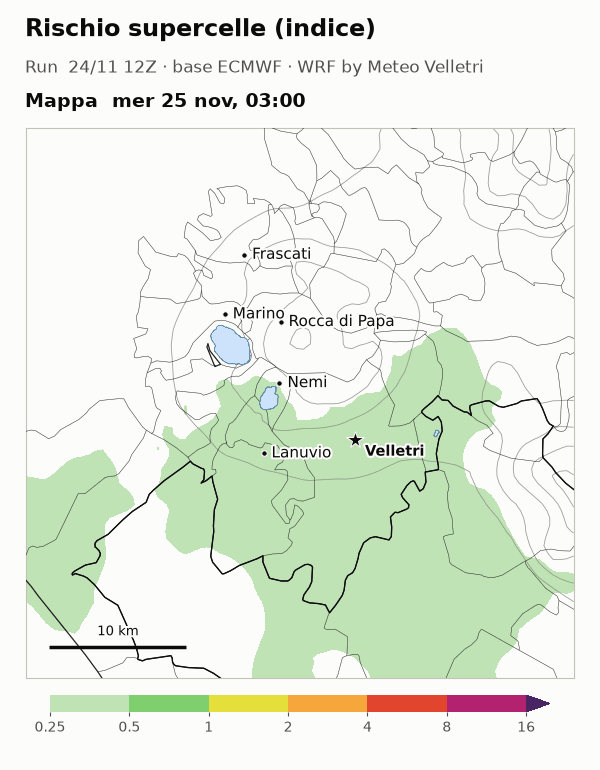 Rischio supercelle (indice)
Run  24/11 12Z · base ECMWF · WRF by Meteo Velletri
Mappa  mer 25 nov, 03:00
Frascati
Marino
Rocca di Papa
Nemi
Lanuvio
Velletri
10 km
0.25 0.5 1 2 4 8 16